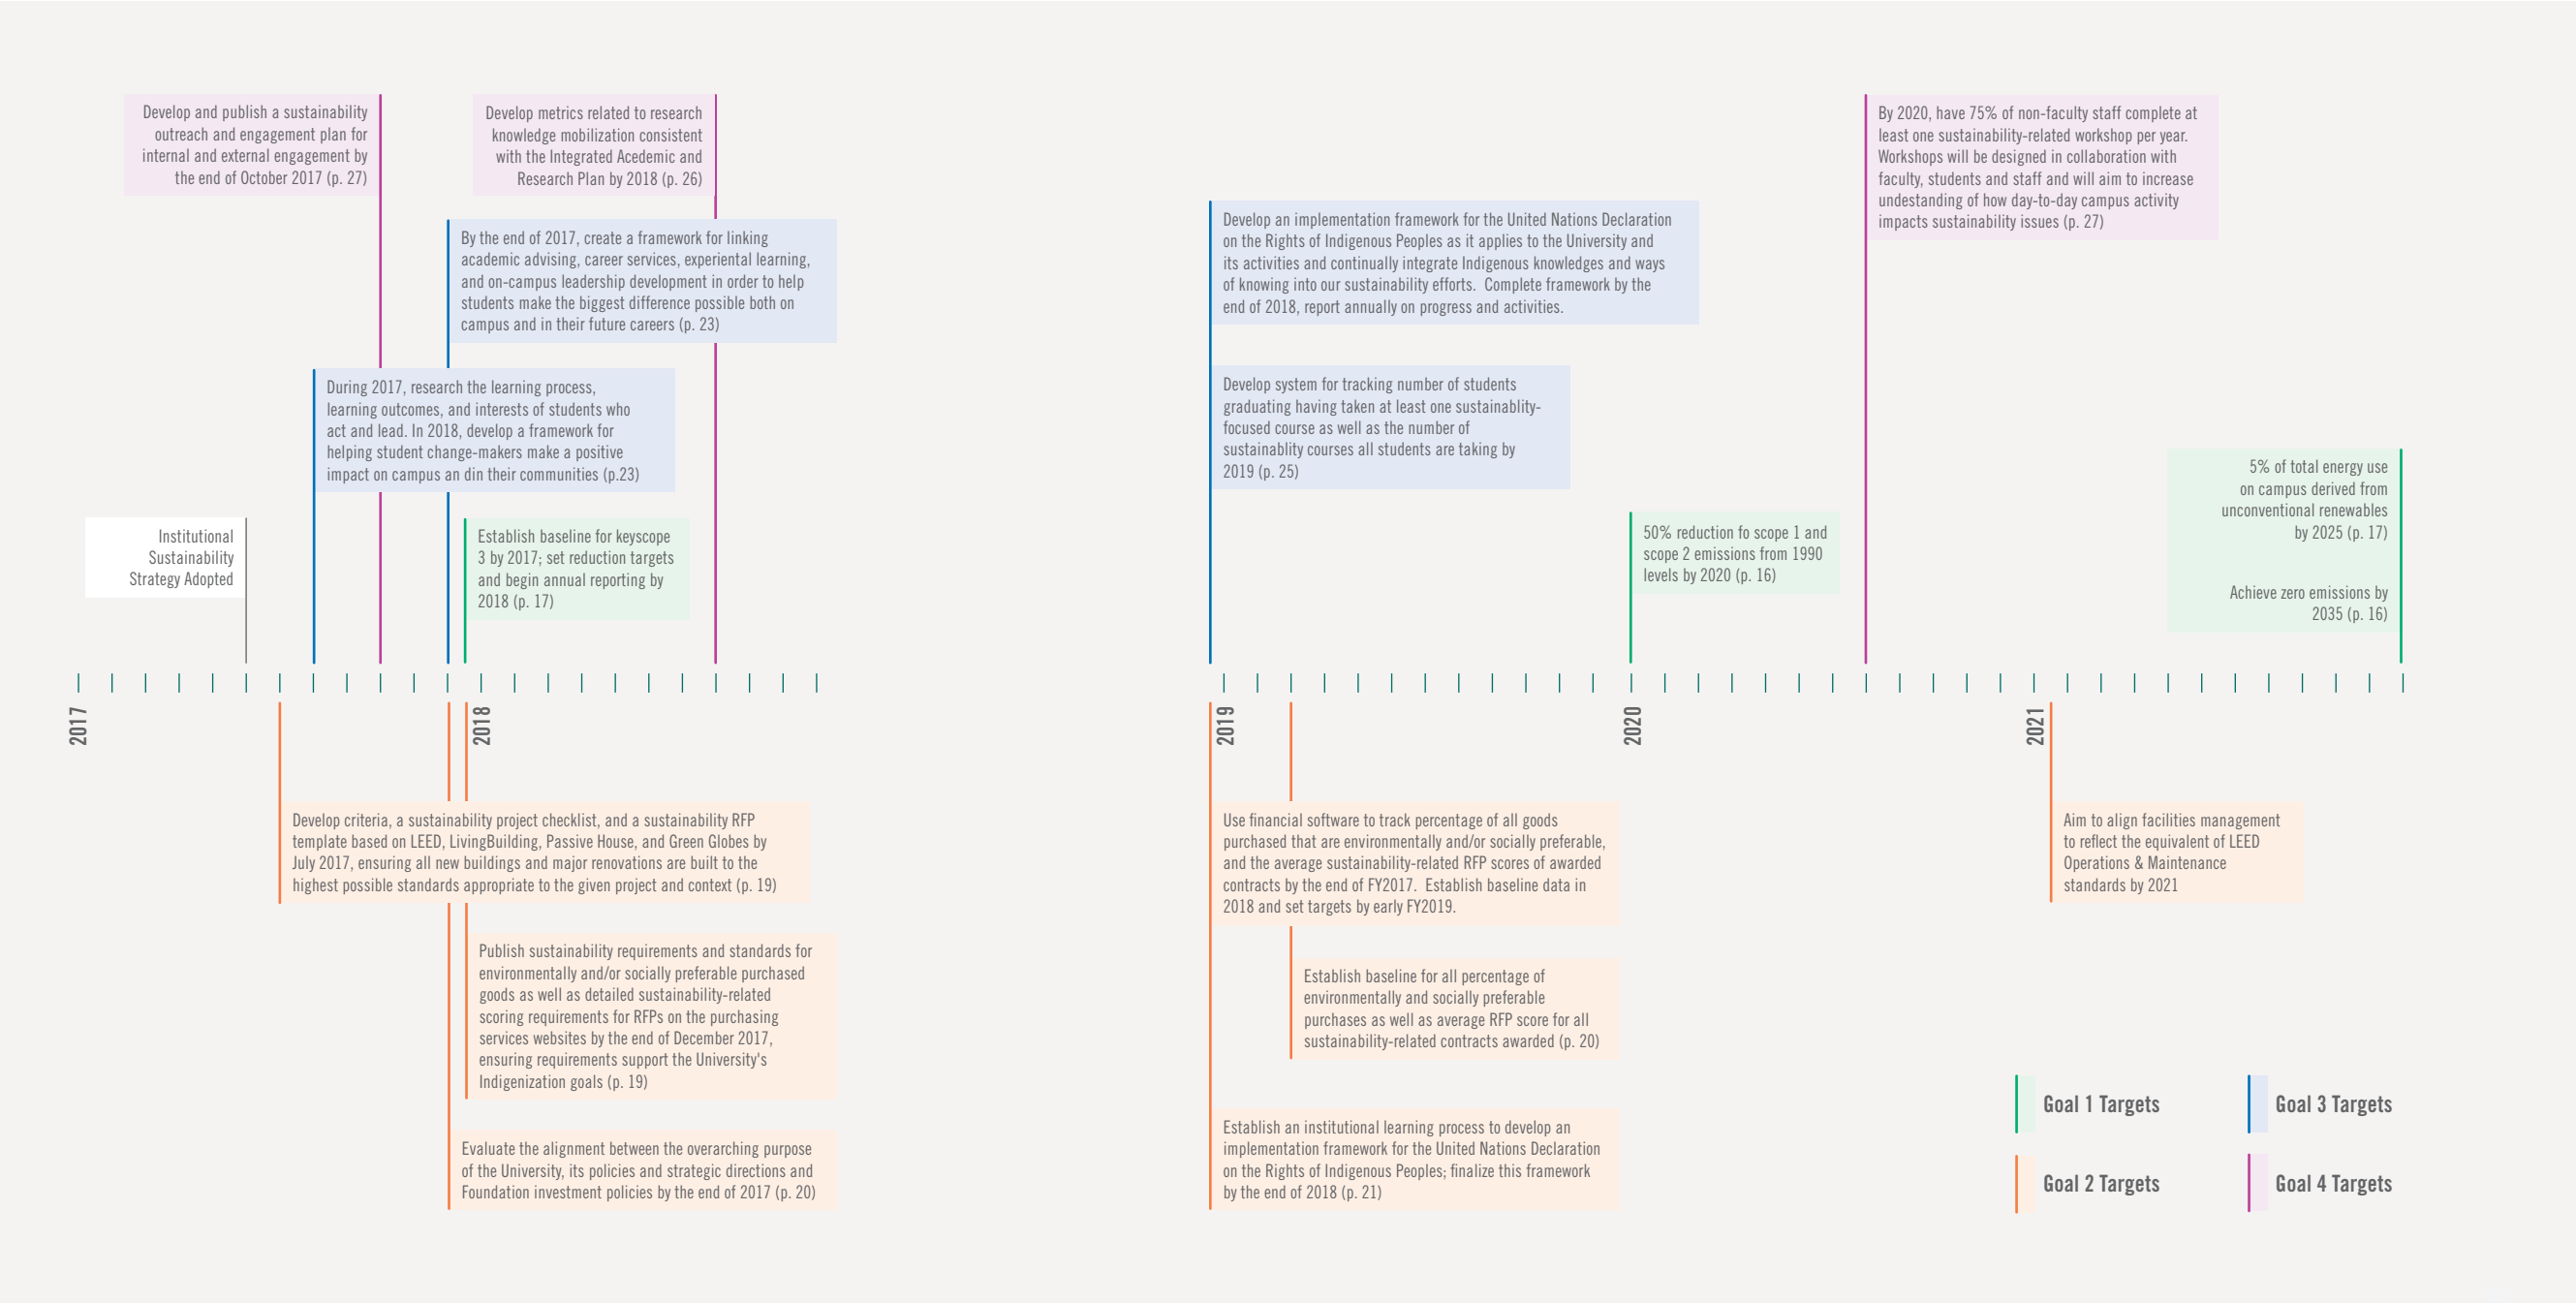 Develop and publish a sustainability
outreach and engagement plan for
internal and external engagement by
the end of October 2017 (p. 27)
Develop metrics related to research
knowledge mobilization consistent
with the Integrated Acedemic and
Research Plan by 2018 (p. 26)
By the end of 2017, create a framework for linking
academic advising, career services, experiental learning,
and on-campus leadership development in order to help
students make the biggest difference possible both on
campus and in their future careers (p. 23)
During 2017, research the learning process,
learning outcomes, and interests of students who
act and lead. In 2018, develop a framework for
helping student change-makers make a positive
impact on campus an din their communities (p.23)
Institutional
Sustainability
Strategy Adopted
Establish baseline for keyscope
3 by 2017; set reduction targets
and begin annual reporting by
2018 (p. 17)
Develop an implementation framework for the United Nations Declaration
on the Rights of Indigenous Peoples as it applies to the University and
its activities and continually integrate Indigenous knowledges and ways
of knowing into our sustainability efforts. Complete framework by the
end of 2018, report annually on progress and activities.
Develop system for tracking number of students
graduating having taken at least one sustainablity-
focused course as well as the number of
sustainablity courses all students are taking by
2019 (p. 25)
50% reduction fo scope 1 and
scope 2 emissions from 1990
levels by 2020 (p. 16)
By 2020, have 75% of non-faculty staff complete at
least one sustainability-related workshop per year.
Workshops will be designed in collaboration with
faculty, students and staff and will aim to increase
undestanding of how day-to-day campus activity
impacts sustainability issues (p. 27)
5% of total energy use
on campus derived from
unconventional renewables
by 2025 (p. 17)
Achieve zero emissions by
2035 (p. 16)
2017
2018
2019
2020
2021
Develop criteria, a sustainability project checklist, and a sustainability RFP
template based on LEED, LivingBuilding, Passive House, and Green Globes by
July 2017, ensuring all new buildings and major renovations are built to the
highest possible standards appropriate to the given project and context (p. 19)
Publish sustainability requirements and standards for
environmentally and/or socially preferable purchased
goods as well as detailed sustainability-related
scoring requirements for RFPs on the purchasing
services websites by the end of December 2017,
ensuring requirements support the University's
Indigenization goals (p. 19)
Evaluate the alignment between the overarching purpose
of the University, its policies and strategic directions and
Foundation investment policies by the end of 2017 (p. 20)
Use financial software to track percentage of all goods
purchased that are environmentally and/or socially preferable,
and the average sustainability-related RFP scores of awarded
contracts by the end of FY2017. Establish baseline data in
2018 and set targets by early FY2019.
Establish baseline for all percentage of
environmentally and socially preferable
purchases as well as average RFP score for all
sustainability-related contracts awarded (p. 20)
Establish an institutional learning process to develop an
implementation framework for the United Nations Declaration
on the Rights of Indigenous Peoples; finalize this framework
by the end of 2018 (p. 21)
Aim to align facilities management
to reflect the equivalent of LEED
Operations & Maintenance
standards by 2021
Goal 1 Targets
Goal 3 Targets
Goal 2 Targets
Goal 4 Targets